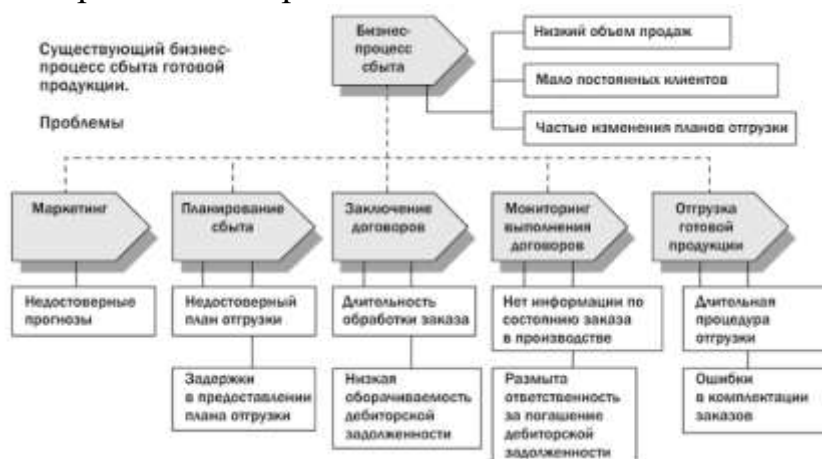 Существующий бизнес-
процесс сбыта готовой
продукции.
Проблемы
Бизнес-
процесс
сбыта
Низкий объем продаж
Мало постоянных клиентов
Частые изменения планов отгрузки
Маркетинг
Планирование
сбыта
Заключение
договоров
Мониторинг
выполнения
договоров
Отгрузка
готовой
продукции
Недостоверные
прогнозы
Недостоверный
план отгрузки
Длительность
обработки заказа
Нет информации по
состоянию заказа
в производстве
Длительная
процедура
отгрузки
Задержки
в предоставлении
плана отгрузки
Низкая
оборачиваемость
дебиторской
задолженности
Размыта
ответственность
за погашение
дебиторской
задолженности
Ошибки
в комплектации
заказов